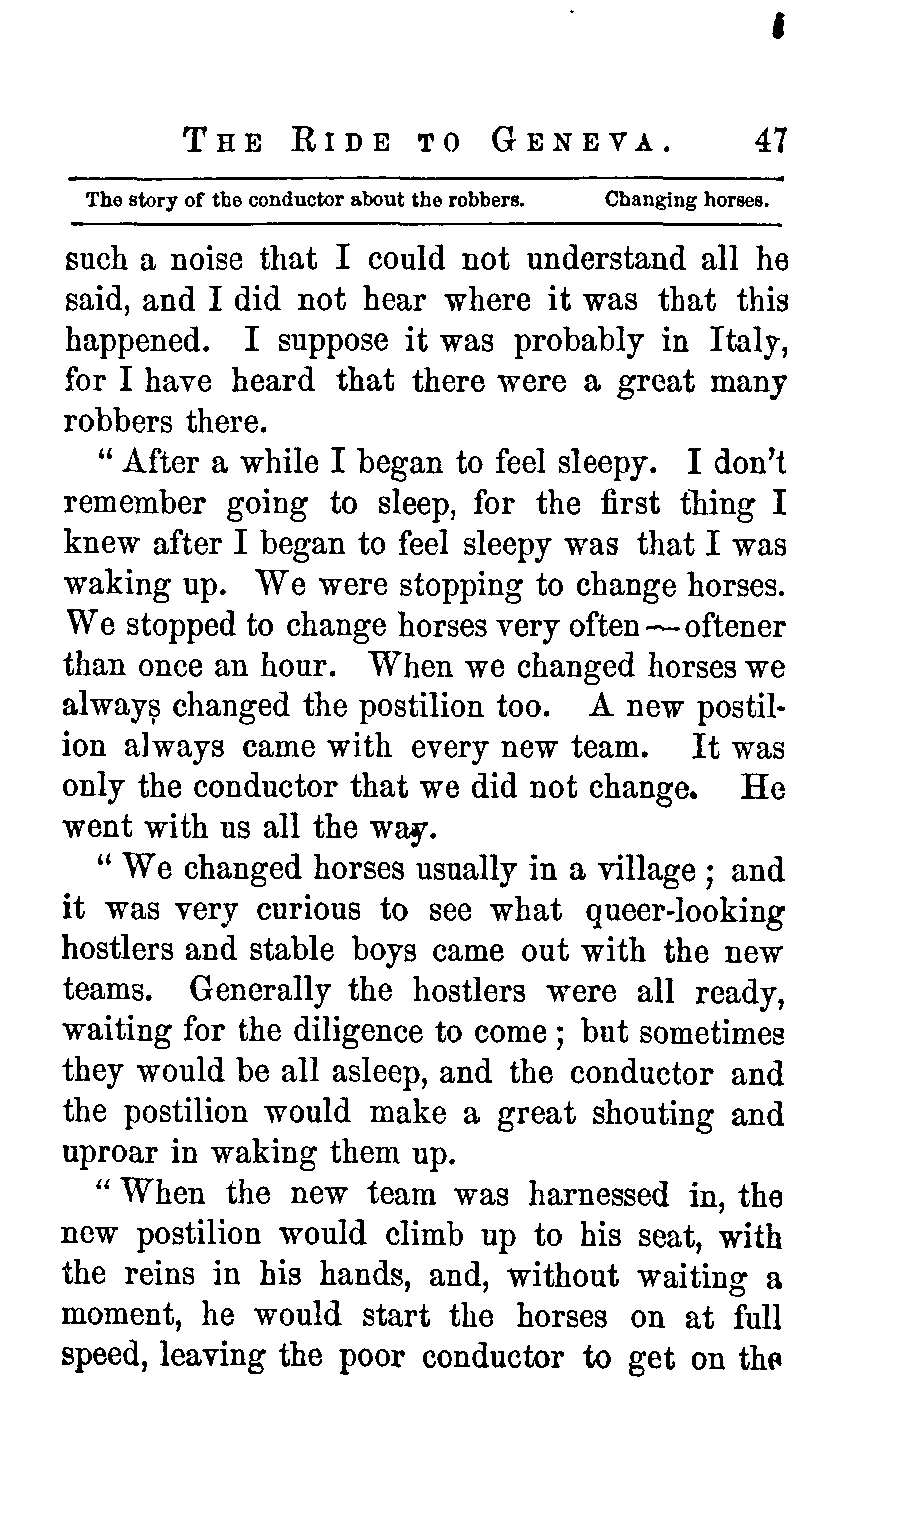 THE RIDE TO GENEVA. 47
The story of the conductor about the robbers. Changing horses.
such a noise that I could not understand all he
said, and I did not hear where it was that this
happened. I suppose it was probably in Italy,
for I have heard that there were a great many
robbers there.
“ After a while I began to feel sleepy. I don’t
remember going to sleep, for the first thing I
knew after I began to feel sleepy was that I was
waking up. We were stopping to change horses.
We stopped to change horses very often—oftener
than once an hour. When we changed horses we
always changed the postilion too. A new postil-
ion always came with every new team. It was
only the conductor that we did not change. He
went with us all the way.
“ We changed horses usually in a village ; and
it was very curious to see what queer-looking
hostlers and stable boys came out with the new
teams. Generally the hostlers were all ready,
waiting for the diligence to come ; but sometimes
they would be all asleep, and the conductor and
the postilion would make a great shouting and
uproar in waking them up.
“ When the new team was harnessed in, the
new postilion would climb up to his seat, with
the reins in his hands, and, without waiting a
moment, he would start the horses on at full
speed, leaving the poor conductor to get on the